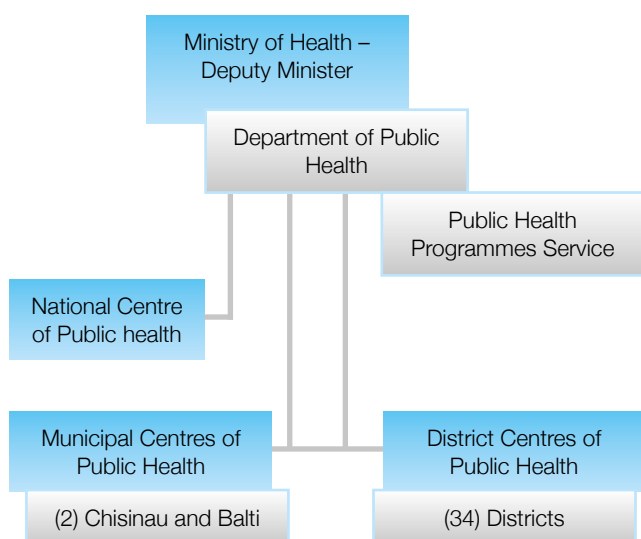 Ministry of Health –
Deputy Minister
Department of Public
Health
Public Health
Programmes Service
National Centre
of Public health
Municipal Centres of
Public Health
(2) Chisinau and Balti
District Centres of
Public Health
(34) Districts